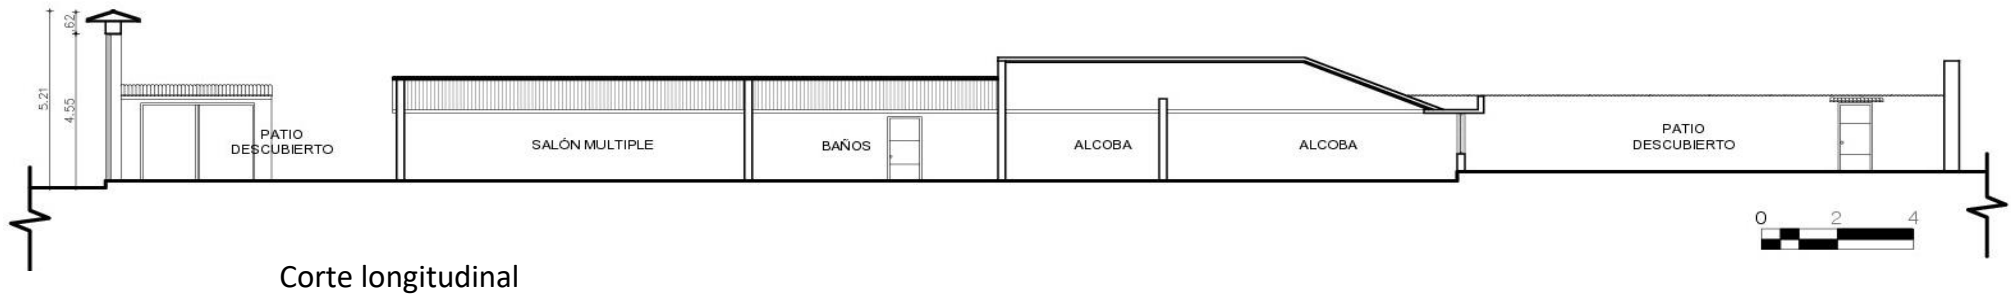 .62
5.21
4.55
PATIO
DESCUBIERTO
SALÓN MULTIPLE
BAÑOS
ALCOBA
ALCOBA
PATIO
DESCUBIERTO
0 2 4
Corte longitudinal